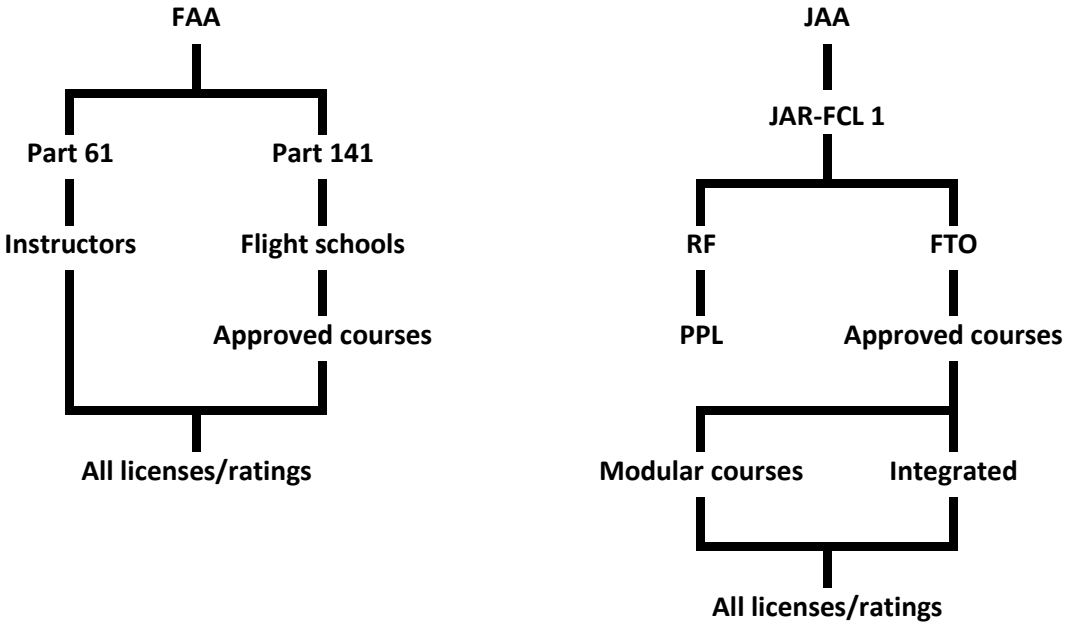 FAA
Part 61
Part 141
Instructors
Flight schools
Approved courses
All licenses/ratings
JAA
JAR-FCL 1
RF
FTO
PPL
Approved courses
Modular courses
Integrated
All licenses/ratings